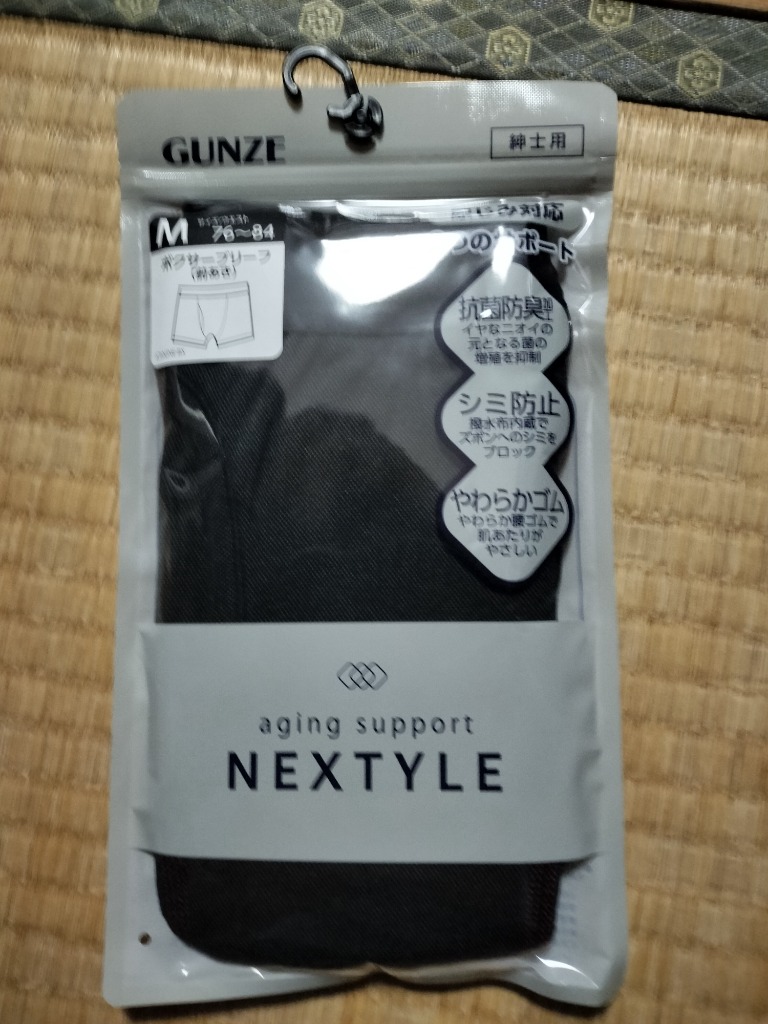 GUNZE
紳士用
M
76～84
ボクサーブリーフ
(前あき)
じみ対応
のサポート
抗菌防臭加工
イヤなニオイの
元となる菌の
増殖を抑制
シミ防止
撥水布内蔵で
ズボンへのシミを
ブロック
やわらかゴム
やわらか腰ゴムで
肌あたりが
やさしい
aging support
NEXTYLE